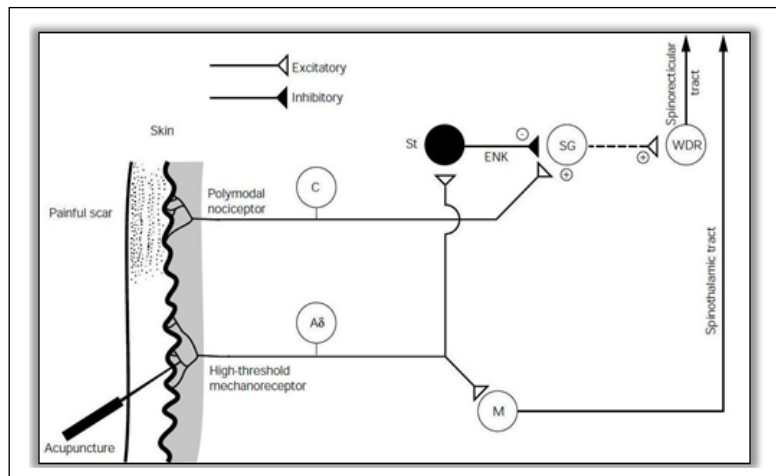 Excitatory
Inhibitory
Skin
Painful scar
Polymodal
nociceptor
C
St
ENK
-
SG
+
+
WDR
Spinorecticular
tract
Spinothalamic tract
Aδ
High-threshold
mechanoreceptor
Acupuncture
M